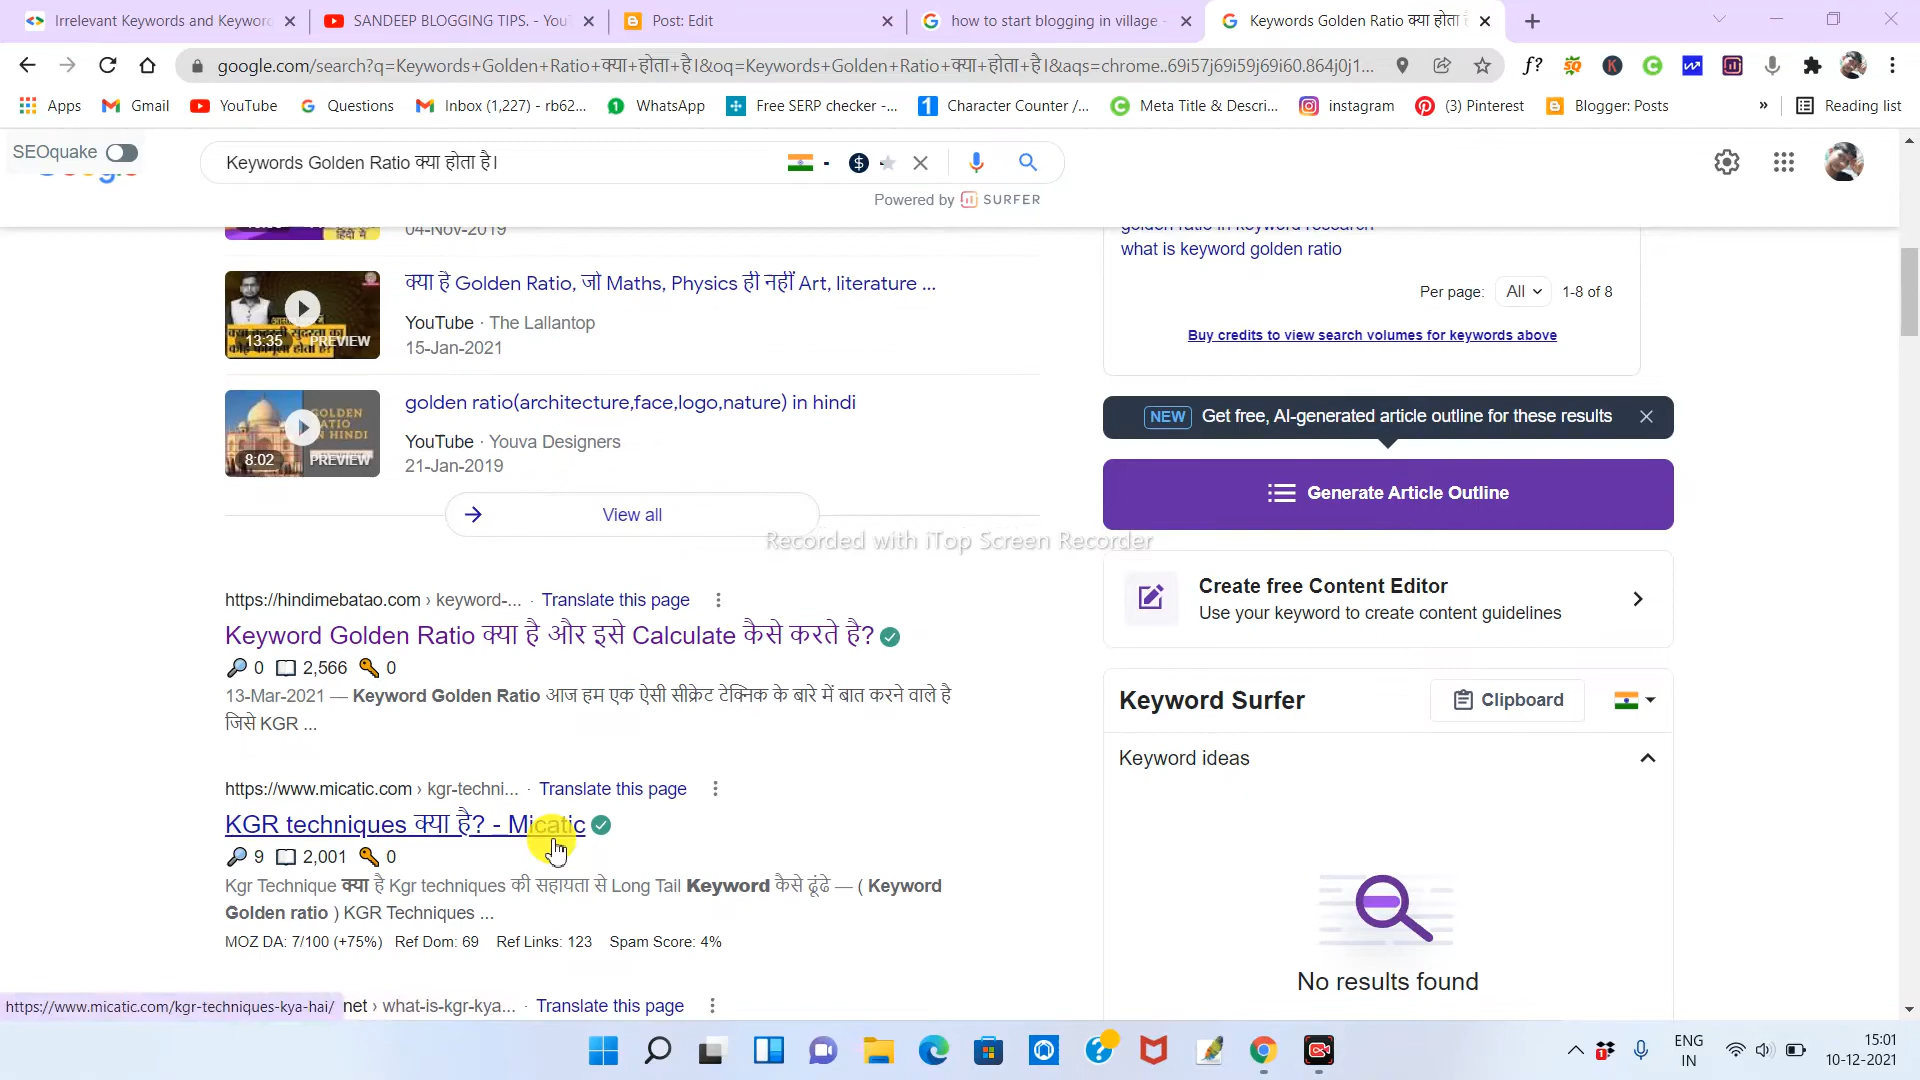 Irrelevant Keywords and Keyword
SANDEEP BLOGGING TIPS. - You
Post: Edit
how to start blogging in village -
Keywords Golden Ratio क्या होता
google.com/search?q=Keywords+Golden+Ratio+क्या+होता+है।&oq=Keywords+Golden+Ratio+क्या+होता+है।&aqs=chrome..69i57j69i59j69i60.864j0j1...
Apps
Gmail
YouTube
Questions
Inbox (1,227) - rb62...
WhatsApp
Free SERP checker -...
Character Counter /...
Meta Title & Descri...
instagram
(3) Pinterest
Blogger: Posts
»
Reading list
SEOquake
Keywords Golden Ratio क्या होता है।
Powered by SURFER
हिंदी में
04-Nov-2019
golden ratio in keyword research
what is keyword golden ratio
क्या है Golden Ratio, जो Maths, Physics ही नहीं Art, literature ...
YouTube · The Lallantop
15-Jan-2021
13:35
PREVIEW
Per page: All 1-8 of 8
Buy credits to view search volumes for keywords above
golden ratio(architecture,face,logo,nature) in hindi
YouTube · Youva Designers
21-Jan-2019
GOLDEN
RATIO
IN HINDI
8:02
PREVIEW
NEW Get free, AI-generated article outline for these results
Generate Article Outline
View all
Recorded with iTop Screen Recorder
Create free Content Editor
Use your keyword to create content guidelines
https://hindimebatao.com › keyword-... · Translate this page
Keyword Golden Ratio क्या है और इसे Calculate कैसे करते है?
0 2,566 0
13-Mar-2021 — Keyword Golden Ratio आज हम एक ऐसी सीक्रेट टेक्निक के बारे में बात करने वाले है
जिसे KGR ...
Keyword Surfer
Clipboard
Keyword ideas
https://www.micatic.com › kgr-techni... · Translate this page
KGR techniques क्या है? - Micatic
9 2,001 0
Kgr Technique क्या है Kgr techniques की सहायता से Long Tail Keyword कैसे ढूंढे — ( Keyword
Golden ratio ) KGR Techniques ...
MOZ DA: 7/100 (+75%) Ref Dom: 69 Ref Links: 123 Spam Score: 4%
No results found
https://www.micatic.com/kgr-techniques-kya-hai/
net › what-is-kgr-kya... · Translate this page
1
ENG
IN
15:01
10-12-2021